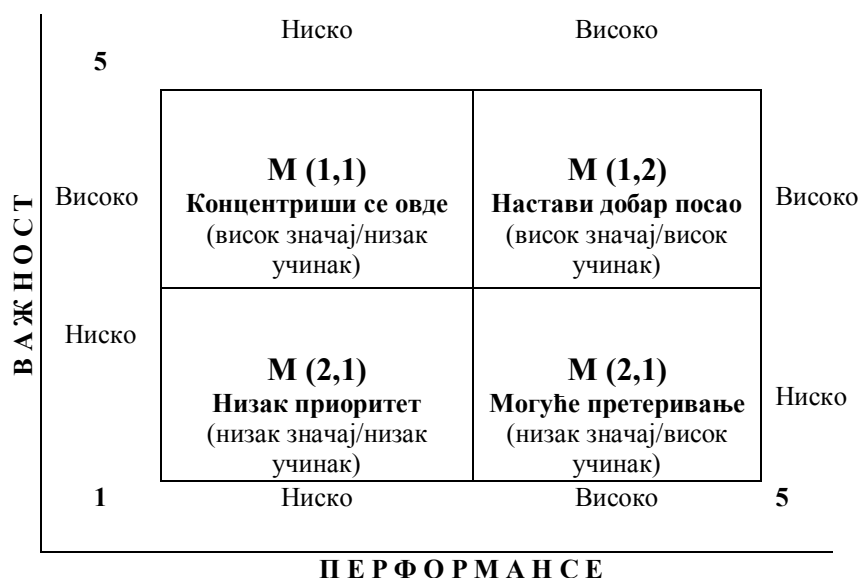 Ниско Високо
5
М (1,1)
Концентриши се овде
(висок значај/низак
учинак)
М (1,2)
Настави добар посао
(висок значај/висок
учинак)
Високо
Високо
ВАЖНОСТ
Ниско
М (2,1)
Низак приоритет
(низак значај/низак
учинак)
М (2,1)
Могуће претеривање
(низак значај/висок
учинак)
Ниско
1 Ниско Високо 5
ПЕРФОРМАНСЕ